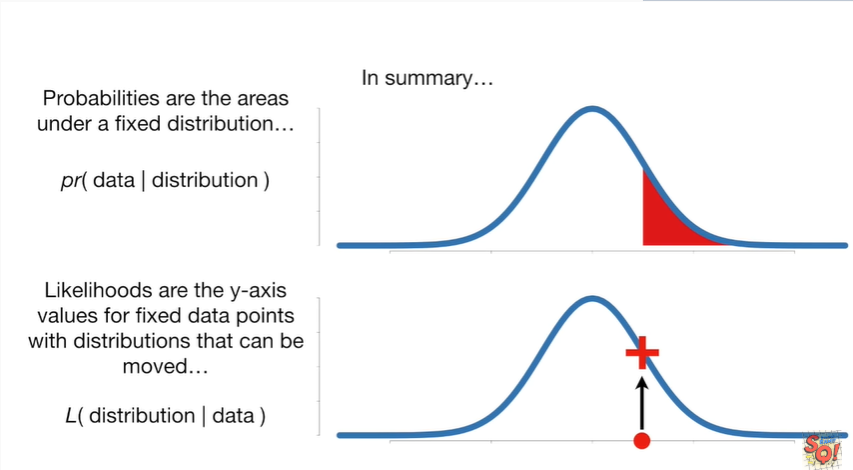 In summary…
Probabilities are the areas
under a fixed distribution…
pr( data | distribution )
Likelihoods are the y-axis
values for fixed data points
with distributions that can be
moved…
L( distribution | data )
SQ!